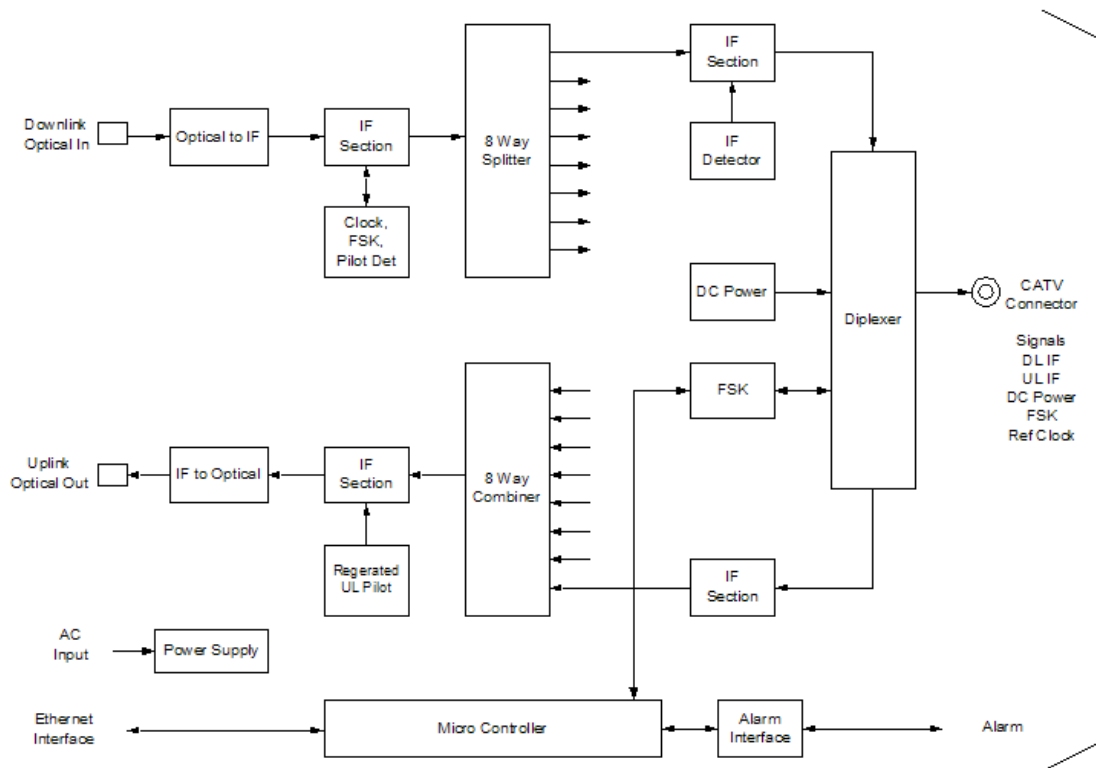 Downlink
Optical In
Optical to IF
IF
Section
Clock,
FSK,
Pilot Det
8 Way
Splitter
IF
Section
IF
Detector
DC Power
Diplexer
CATV
Connector
Signals
DL IF
UL IF
DC Power
FSK
Ref Clock
FSK
Uplink
Optical Out
IF to Optical
IF
Section
Regerated
UL Pilot
8 Way
Combiner
IF
Section
AC
Input
Power Supply
Ethernet
Interface
Micro Controller
Alarm
Interface
Alarm